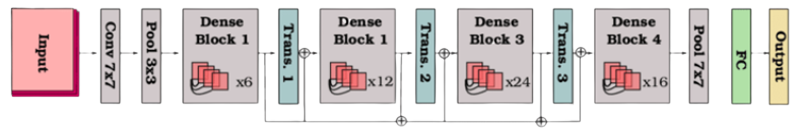 Input
Conv 7x7
Pool 3x3
Dense
Block 1
x6
Trans. 1
Dense
Block 1
x12
Trans. 2
Dense
Block 3
x24
Trans. 3
Dense
Block 4
x16
Pool 7x7
FC
Output